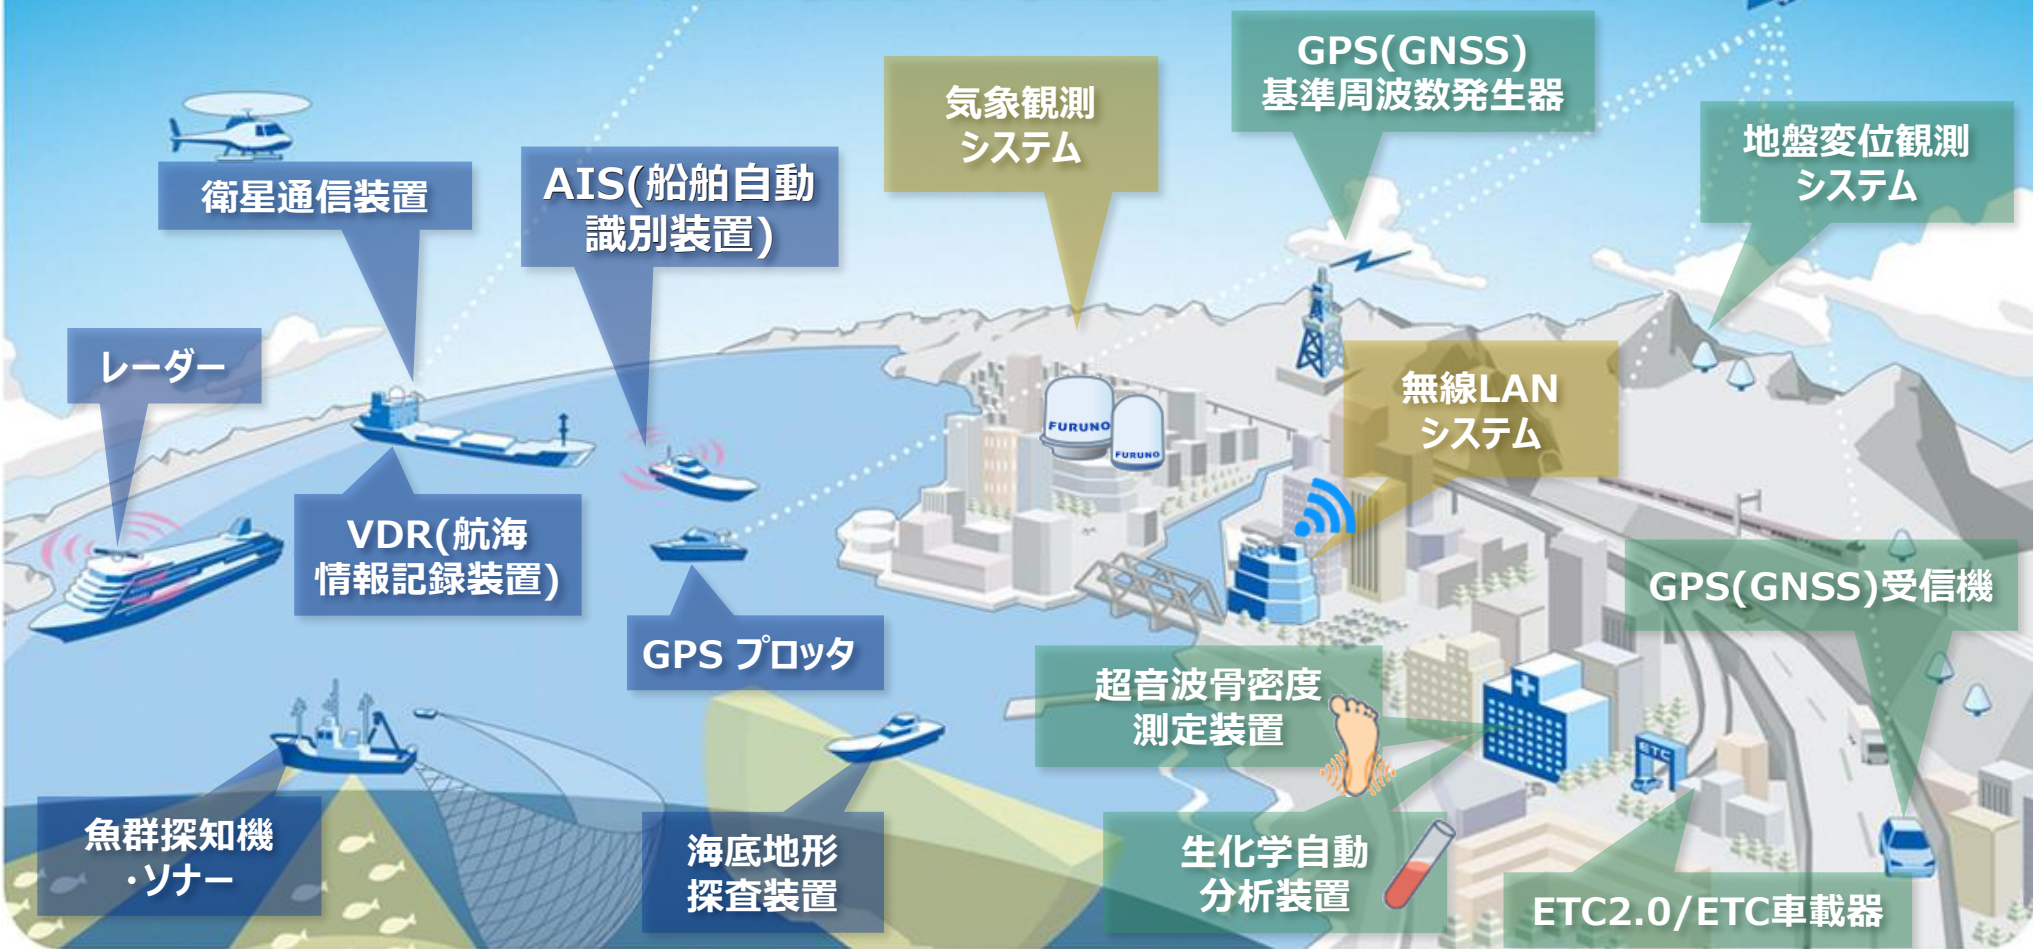 GPS(GNSS)
基準周波数発生器
気象観測
システム
地盤変位観測
システム
衛星通信装置
AIS(船舶自動
識別装置)
レーダー
無線LAN
システム
FURUNO
FURUNO
VDR(航海
情報記録装置)
GPS(GNSS)受信機
GPS プロッタ
超音波骨密度
測定装置
ETC
魚群探知機
・ソナー
海底地形
探査装置
生化学自動
分析装置
ETC2.0/ETC車載器